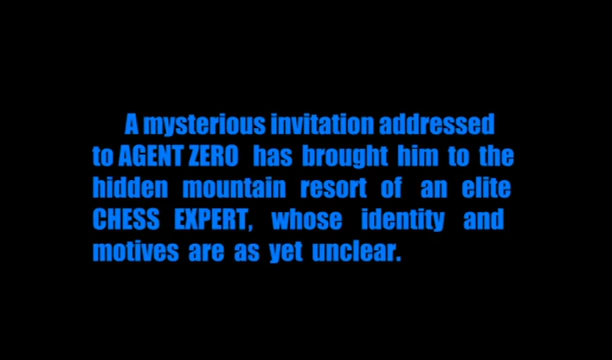 A mysterious invitation addressed
to AGENT ZERO has brought him to the
hidden mountain resort of an elite
CHESS EXPERT, whose identity and
motives are as yet unclear.